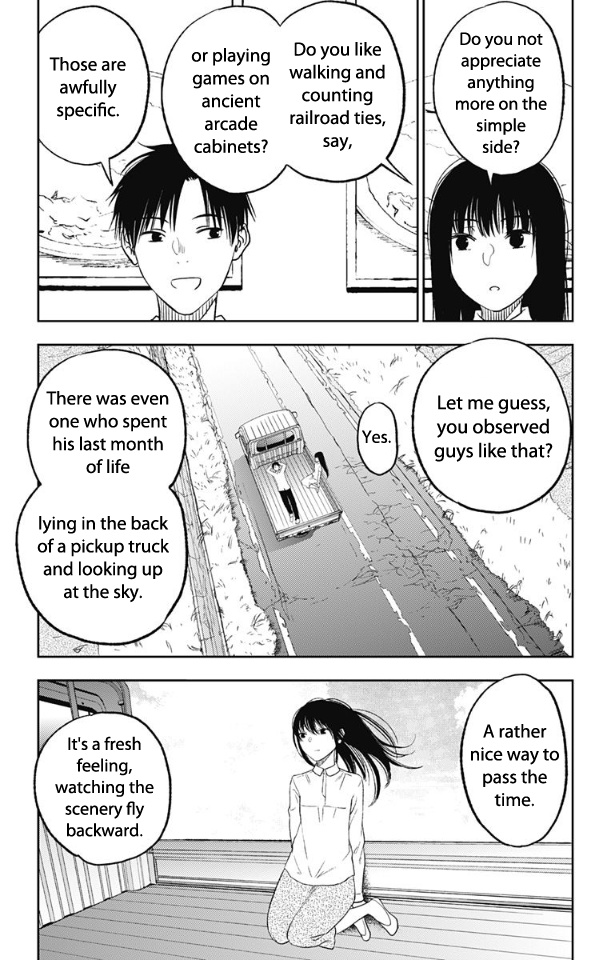 Do you not
appreciate
anything
more on the
simple
side?
Do you like
walking and
counting
railroad ties,
say,
or playing
games on
ancient
arcade
cabinets?
Those are
awfully
specific.
Let me guess,
you observed
guys like that?
Yes.
There was even
one who spent
his last month
of life
lying in the back
of a pickup truck
and looking up
at the sky.
A rather
nice way to
pass the
time.
It's a fresh
feeling,
watching the
scenery fly
backward.